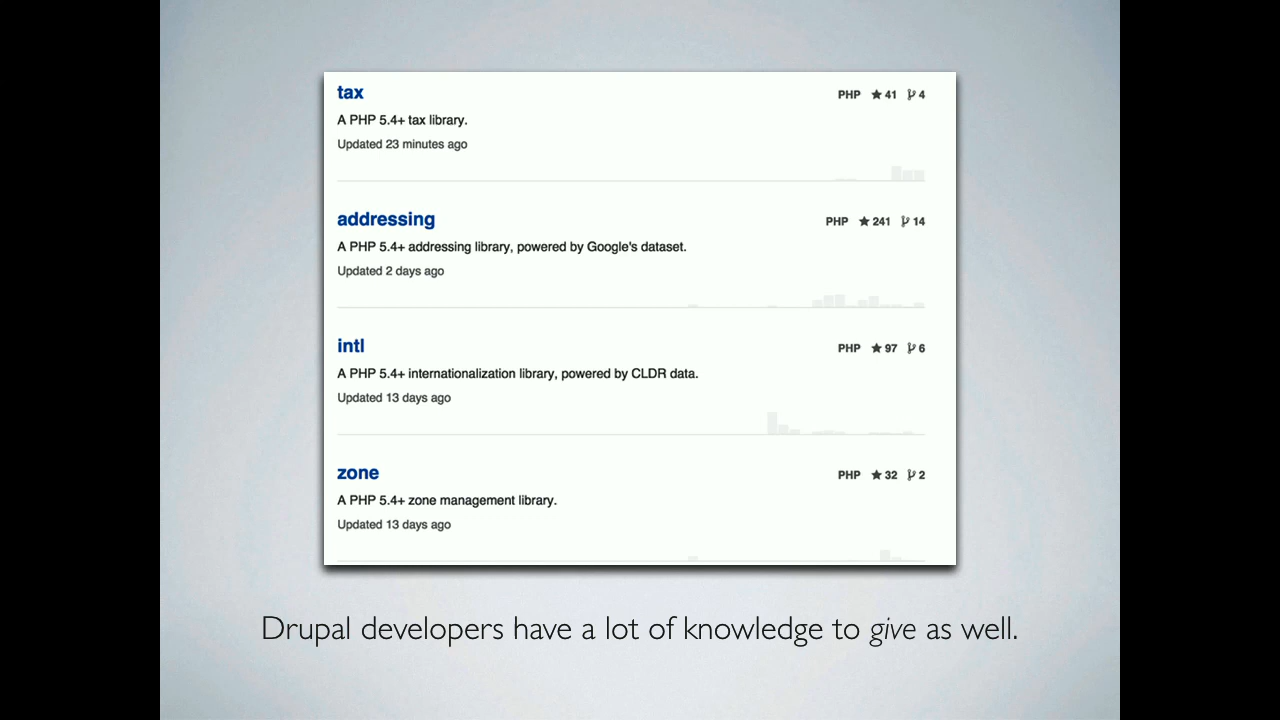 tax
PHP ★ 41 4
A PHP 5.4+ tax library.
Updated 23 minutes ago
addressing
PHP ★ 241 14
A PHP 5.4+ addressing library, powered by Google's dataset.
Updated 2 days ago
intl
PHP ★ 97 6
A PHP 5.4+ internationalization library, powered by CLDR data.
Updated 13 days ago
zone
PHP ★ 32 2
A PHP 5.4+ zone management library.
Updated 13 days ago
Drupal developers have a lot of knowledge to give as well.